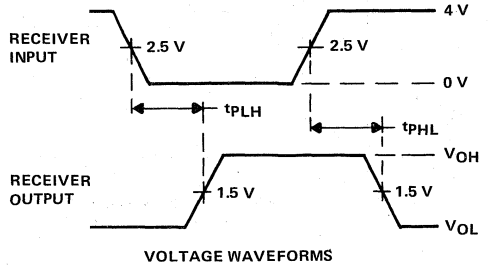 4 V
RECEIVER
INPUT
2.5 V
2.5 V
0 V
tPLH
tPHL
VOH
RECEIVER
OUTPUT
1.5 V
1.5 V
VOL
VOLTAGE WAVEFORMS